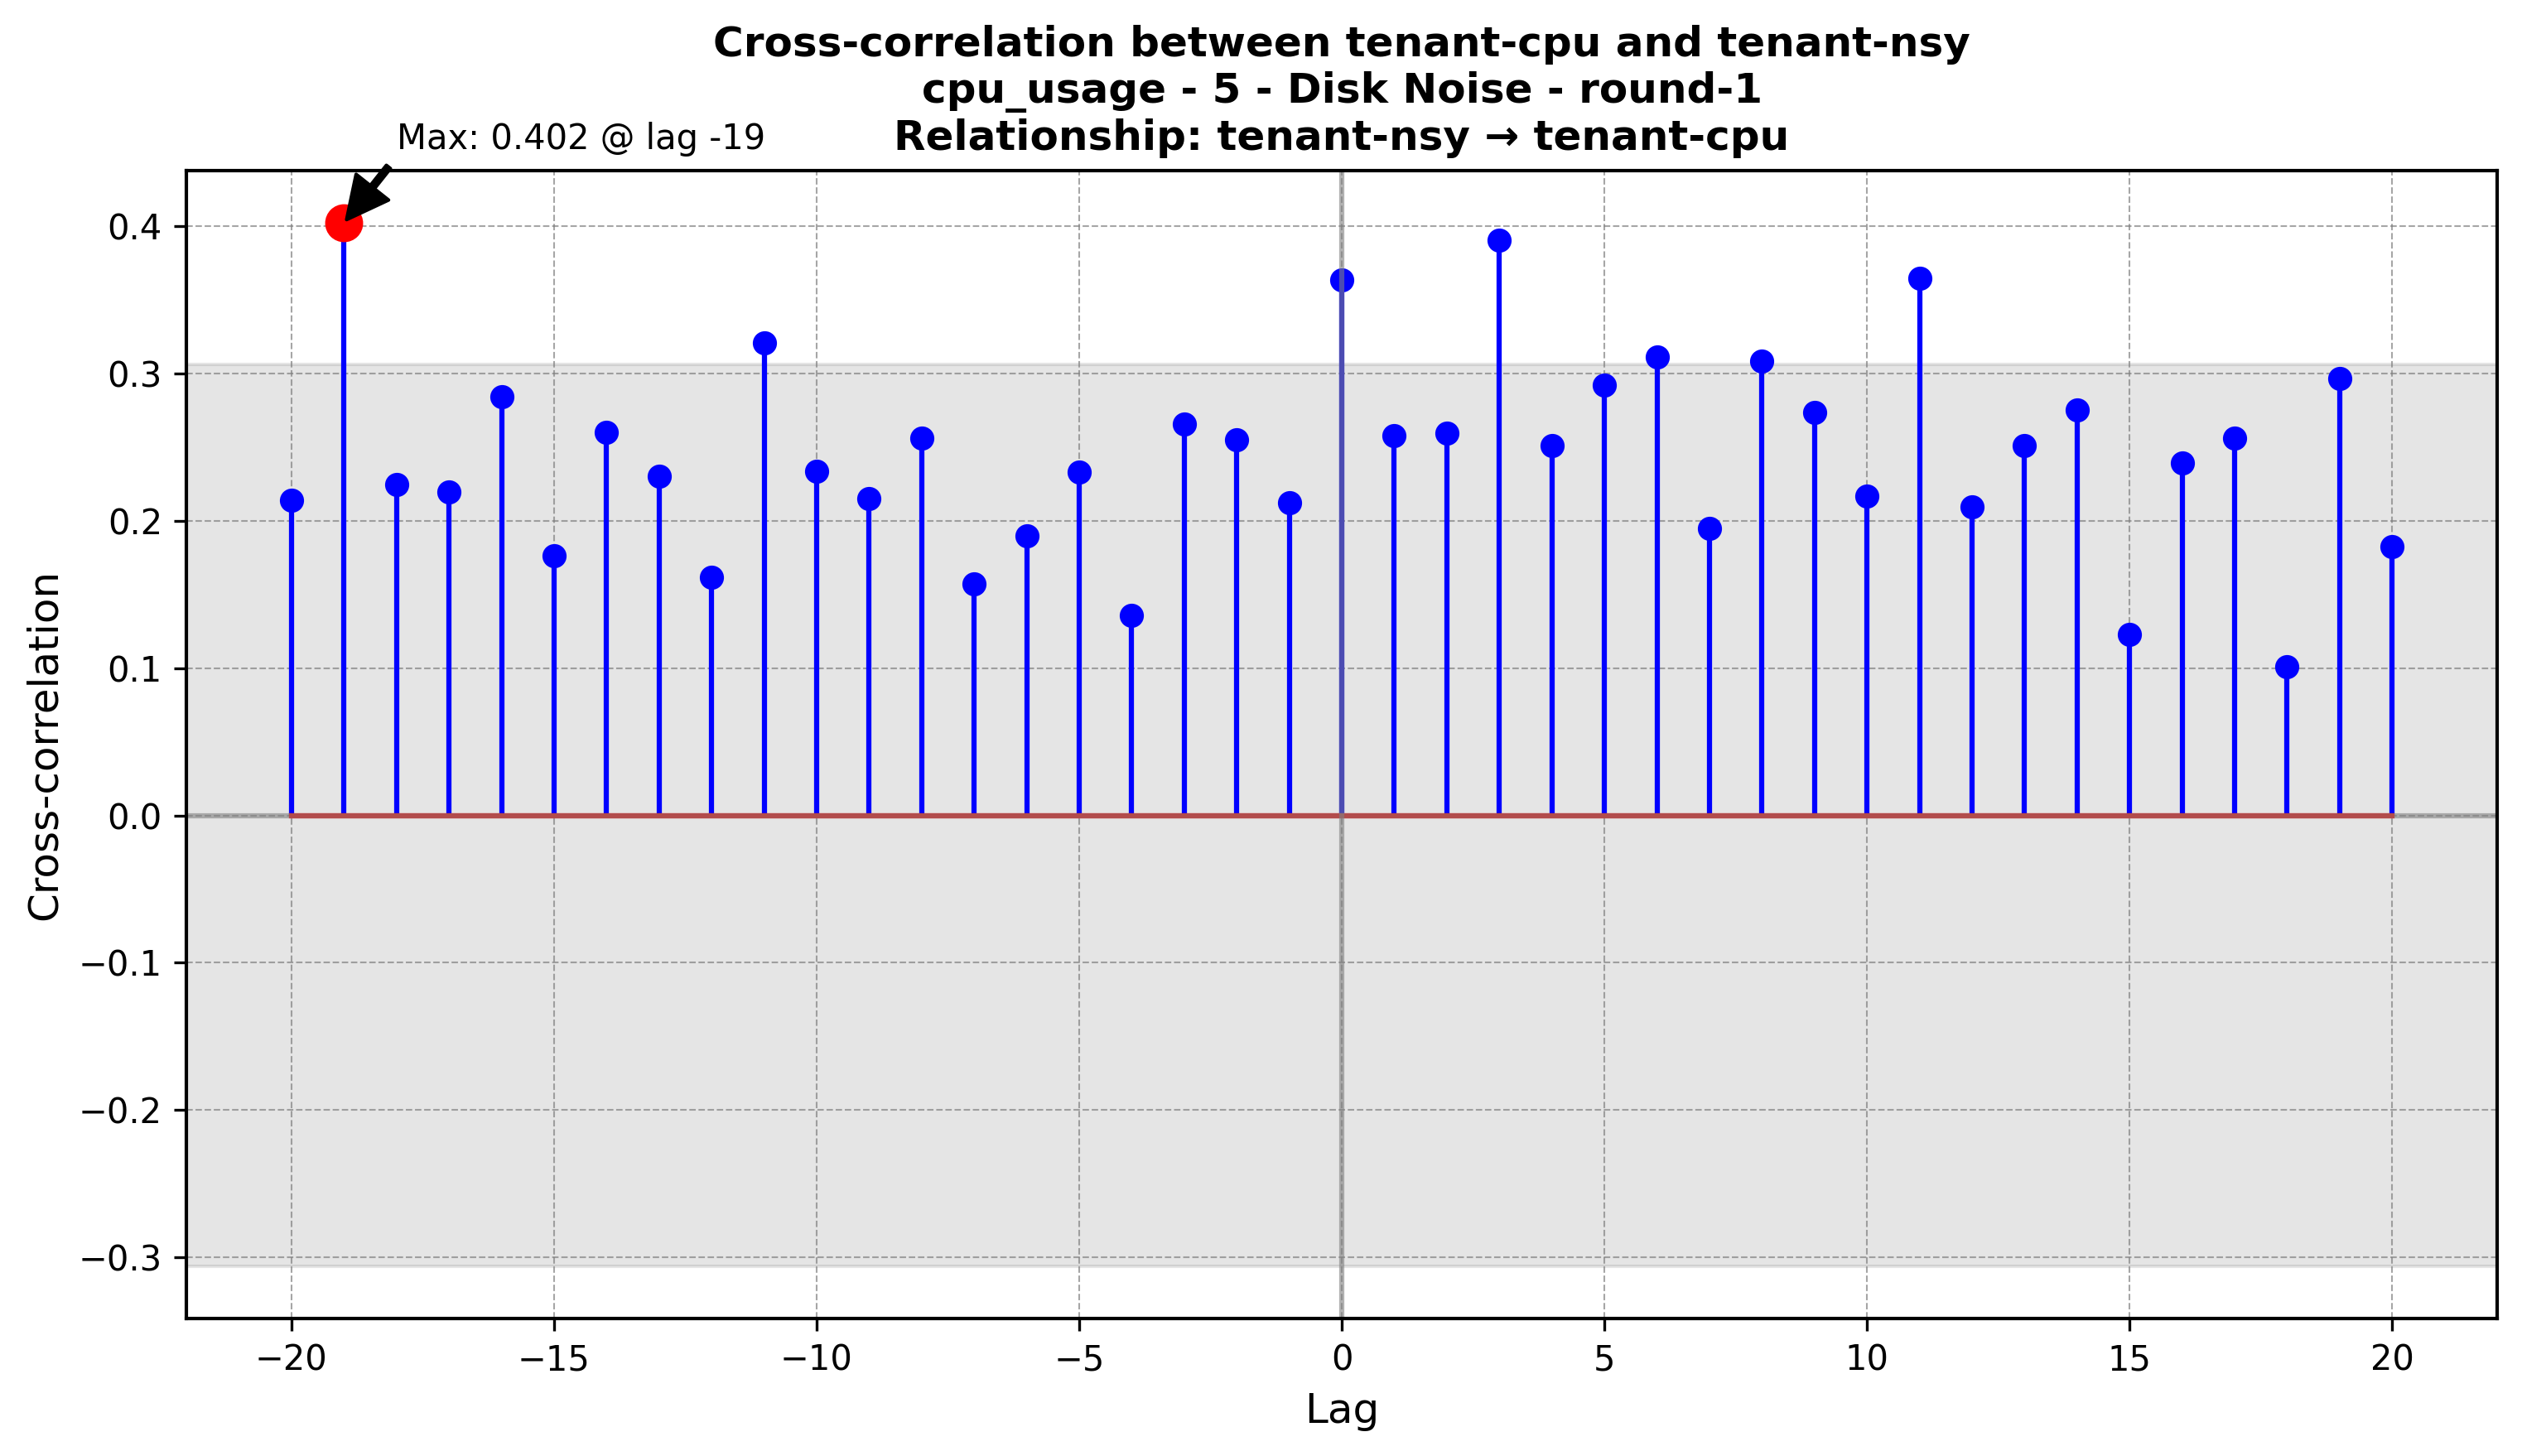 Cross-correlation between tenant-cpu and tenant-nsy
cpu_usage - 5 - Disk Noise - round-1
Relationship: tenant-nsy → tenant-cpu
Max: 0.402 @ lag -19
0.4
0.3
0.2
0.1
0.0
−0.1
−0.2
−0.3
Cross-correlation
−20
−15
−10
−5
0
5
10
15
20
Lag